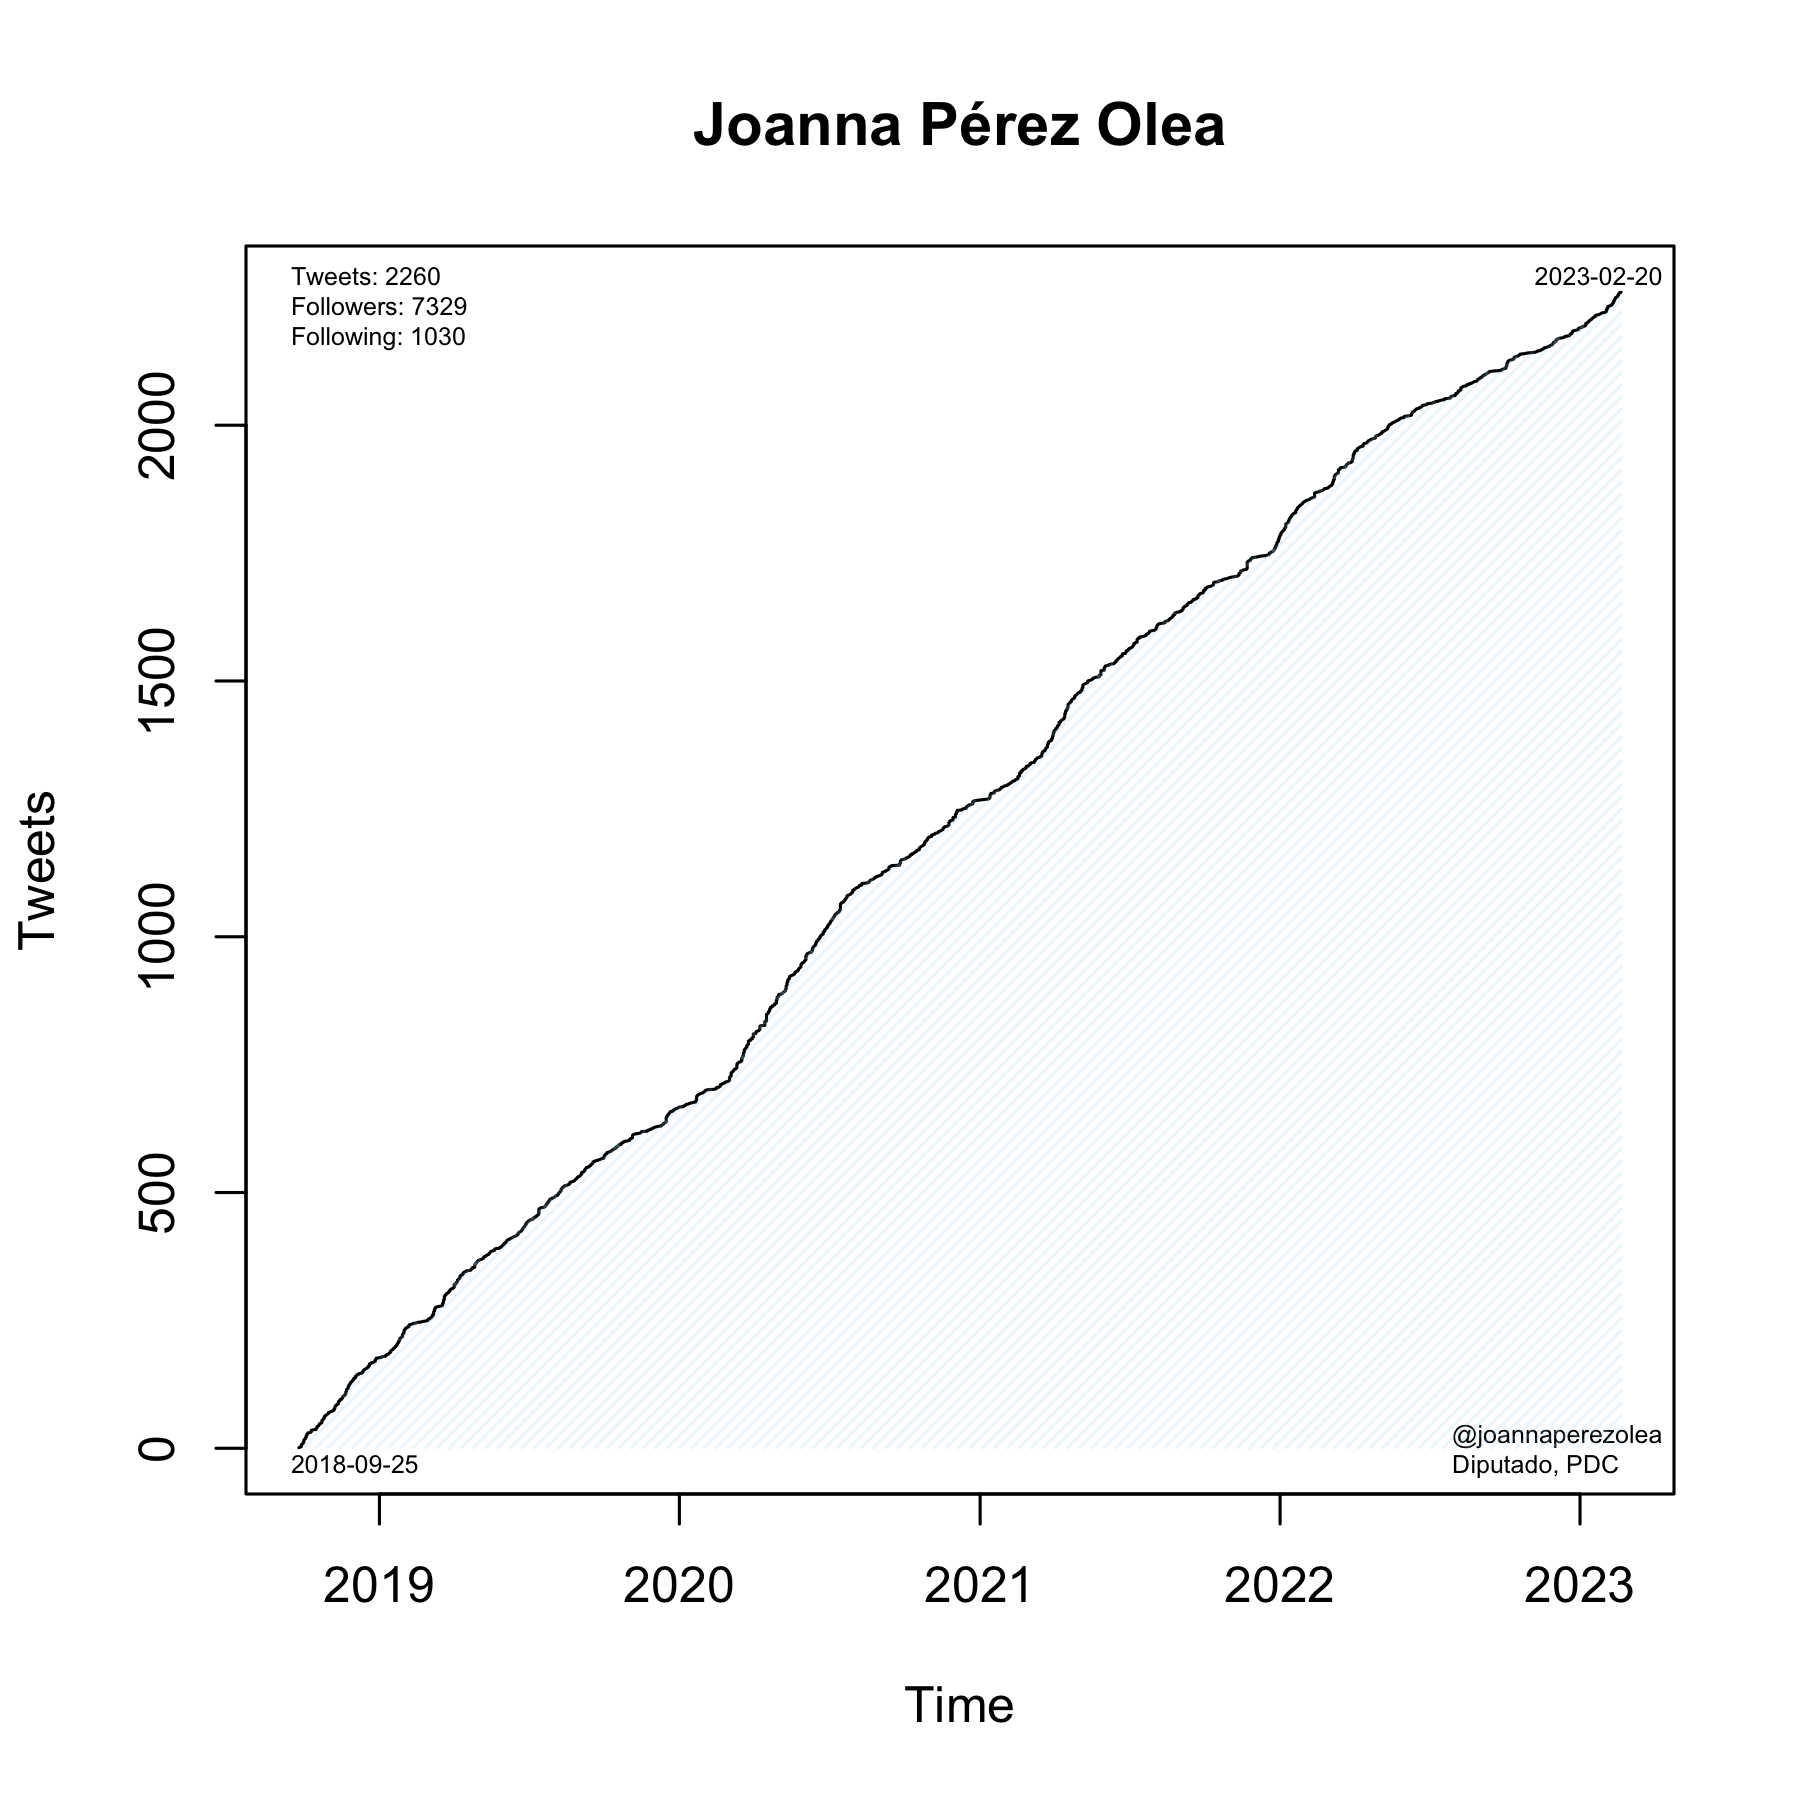 Joanna Pérez Olea
Tweets: 2260
Followers: 7329
Following: 1030
2023-02-20
Tweets
2000
1500
1000
500
0
2018-09-25
@joannaperezolea
Diputado, PDC
2019 2020 2021 2022 2023
Time